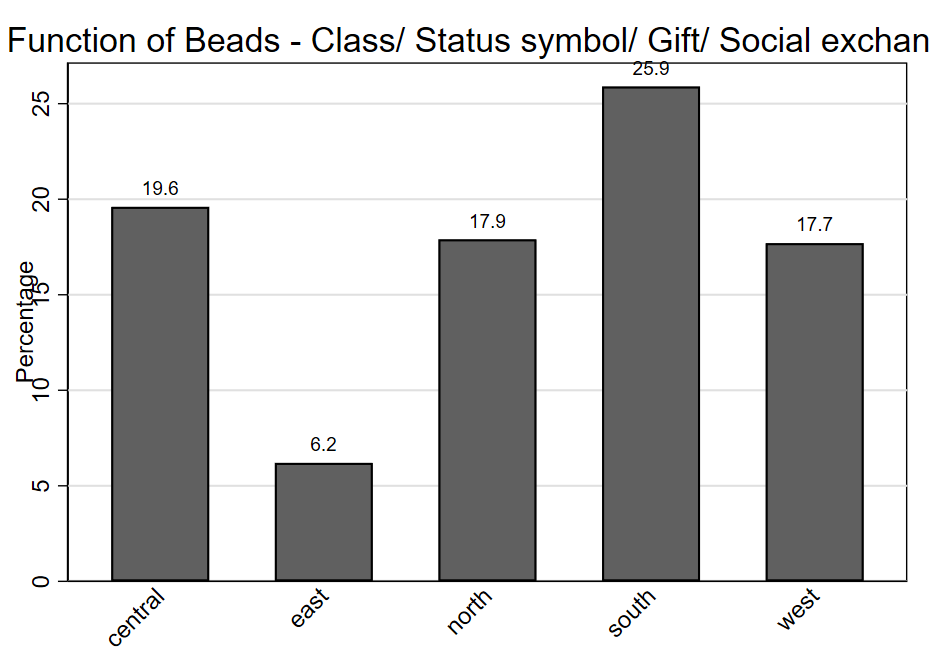 Function of Beads - Class/ Status symbol/ Gift/ Social exchan
25.9
25
19.6
20
17.9
17.7
Percentage
15
10
6.2
5
0
central
east
north
south
west